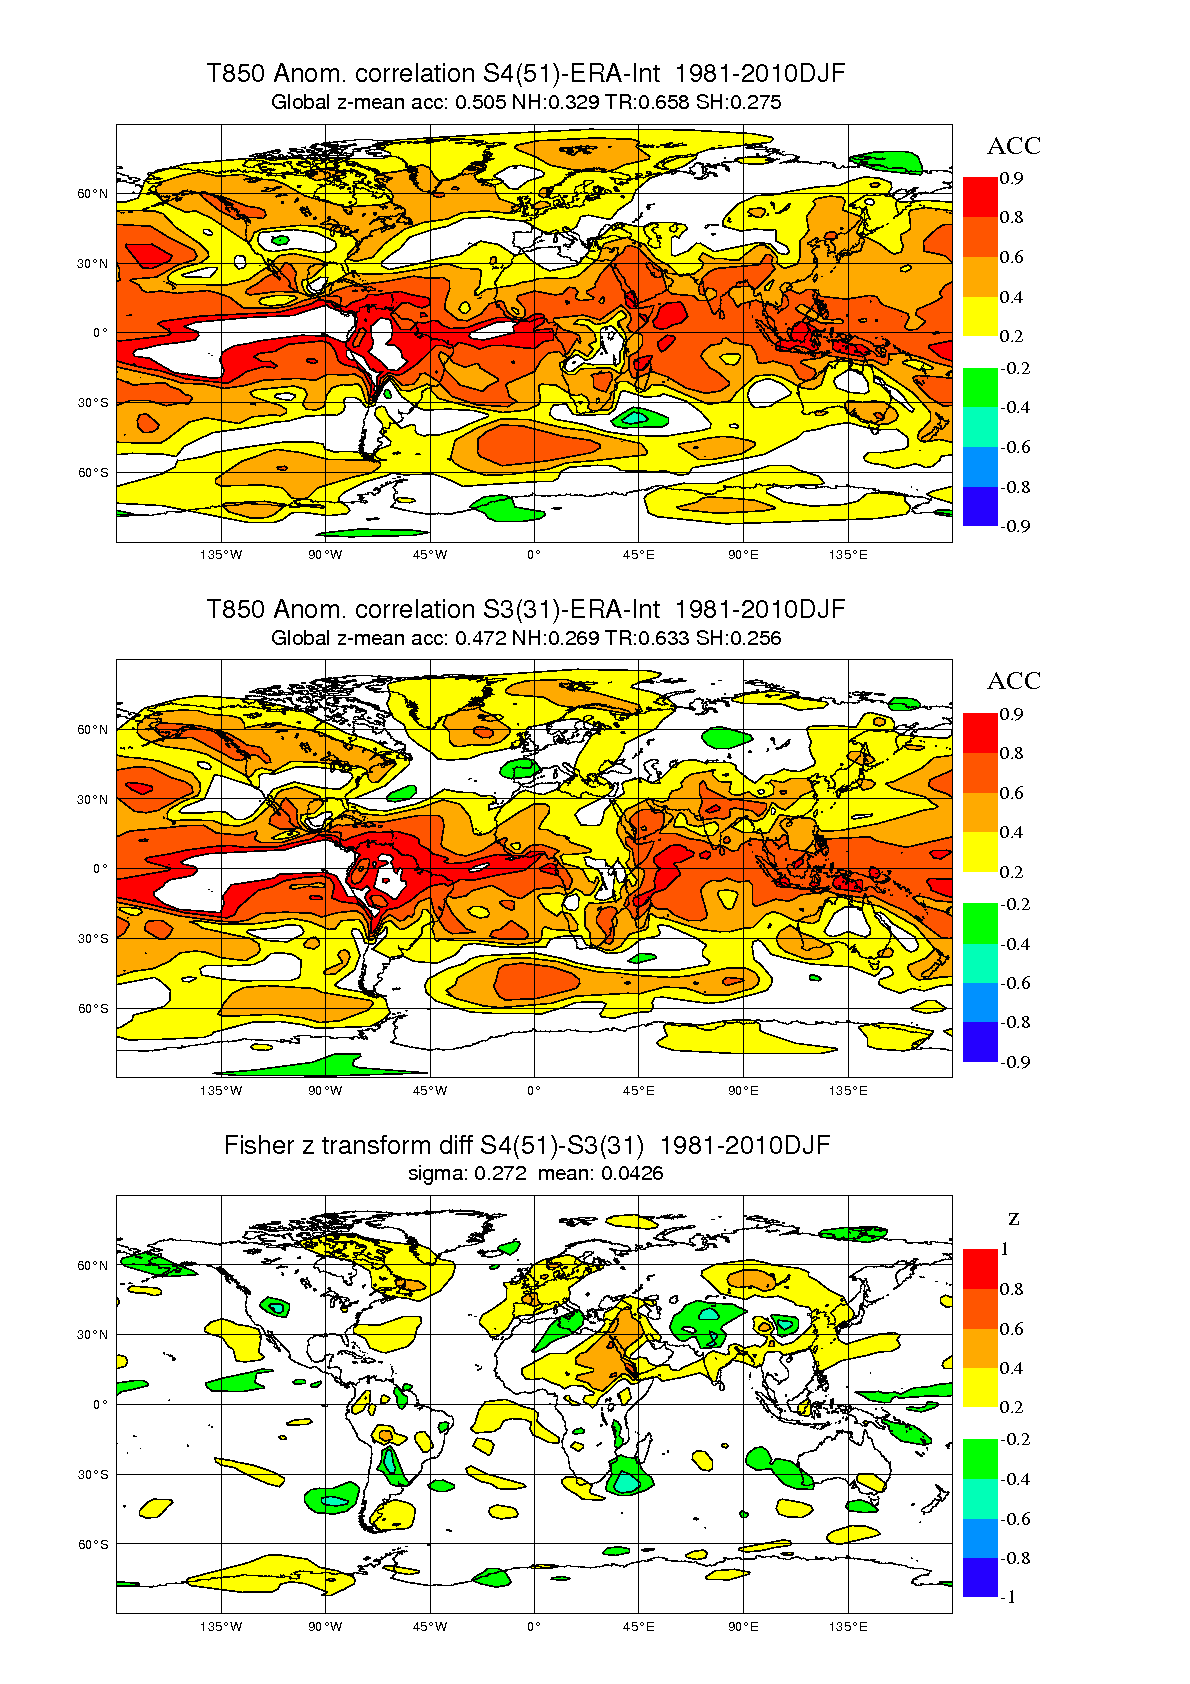 T850 Anom. correlation S4(51)-ERA-Int 1981-2010DJF
Global z-mean acc: 0.505 NH:0.329 TR:0.658 SH:0.275
ACC
0.9
0.8
0.6
0.4
0.2
-0.2
-0.4
-0.6
-0.8
-0.9
60°N
30°N
0°
30°S
60°S
135°W 90°W 45°W 0° 45°E 90°E 135°E
T850 Anom. correlation S3(31)-ERA-Int 1981-2010DJF
Global z-mean acc: 0.472 NH:0.269 TR:0.633 SH:0.256
ACC
0.9
0.8
0.6
0.4
0.2
-0.2
-0.4
-0.6
-0.8
-0.9
60°N
30°N
0°
30°S
60°S
135°W 90°W 45°W 0° 45°E 90°E 135°E
Fisher z transform diff S4(51)-S3(31) 1981-2010DJF
sigma: 0.272 mean: 0.0426
z
1
0.8
0.6
0.4
0.2
-0.2
-0.4
-0.6
-0.8
-1
60°N
30°N
0°
30°S
60°S
135°W 90°W 45°W 0° 45°E 90°E 135°E